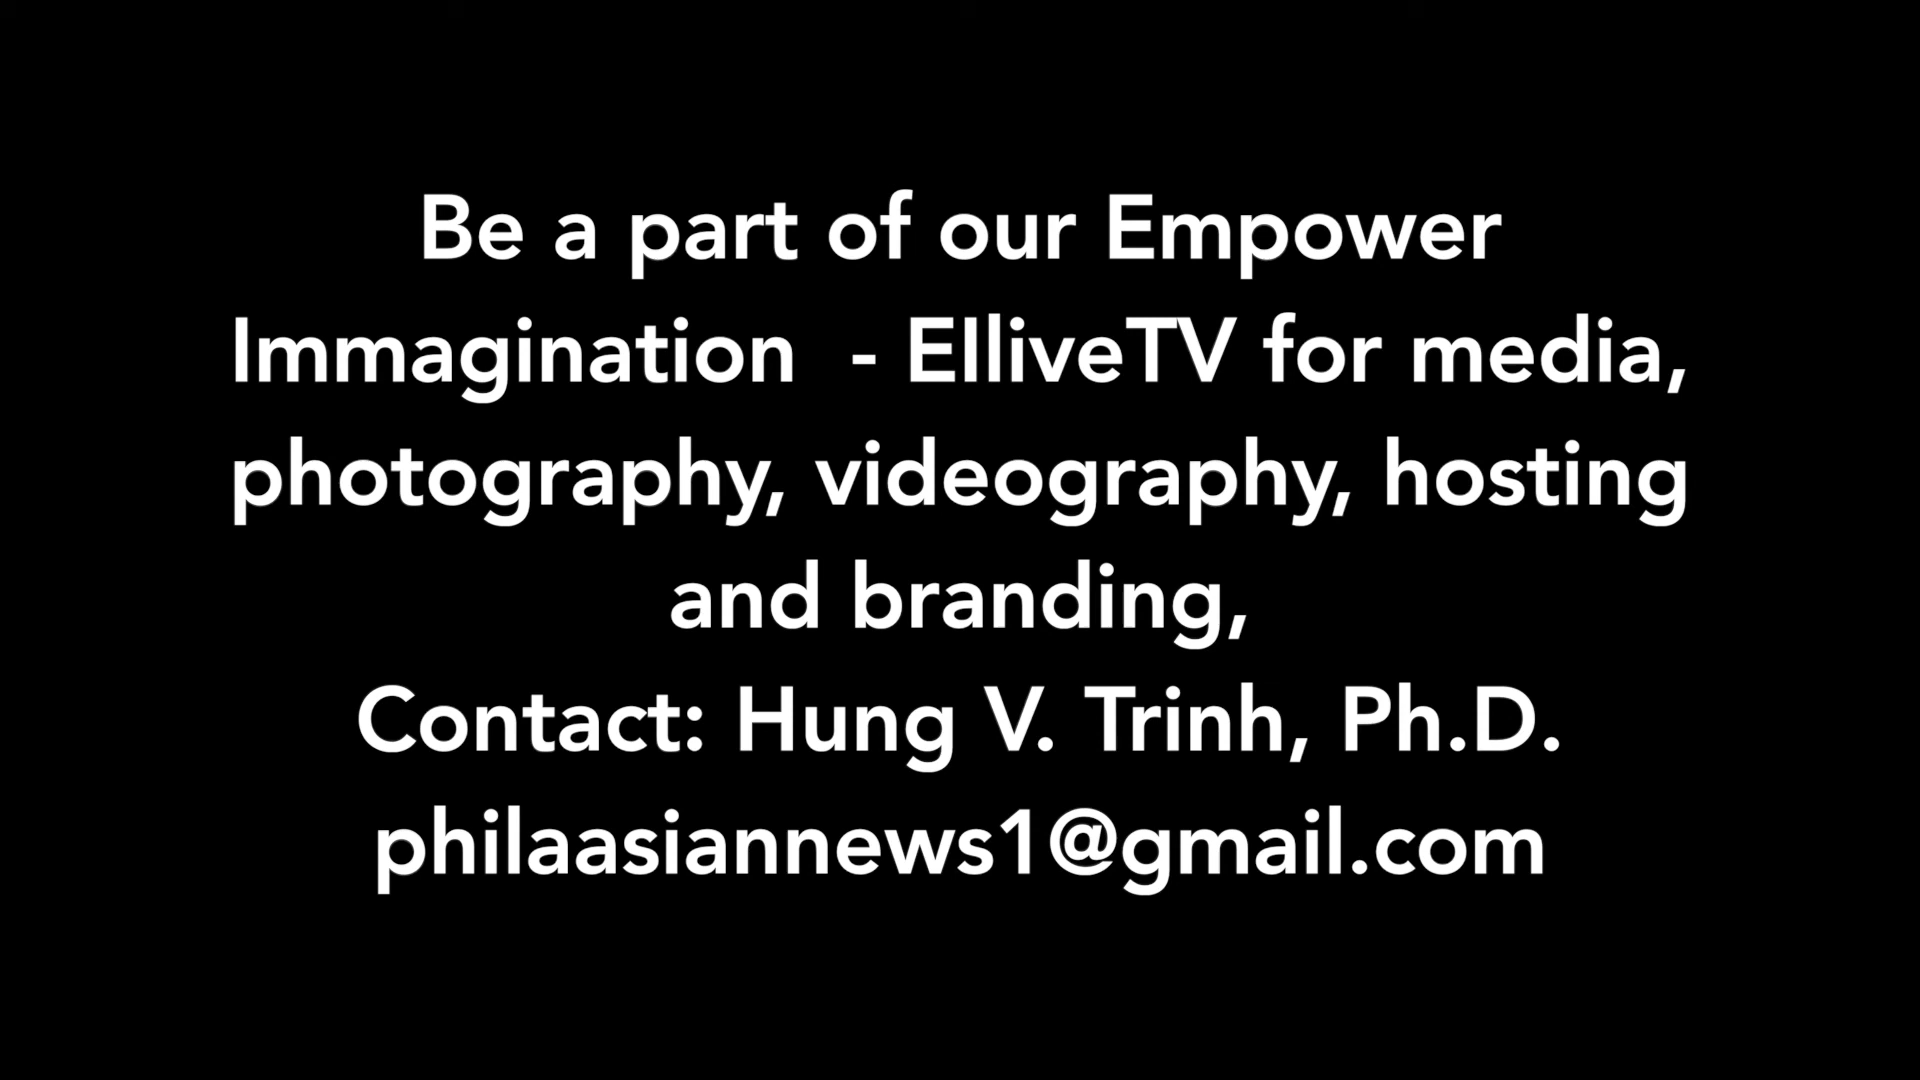 Be a part of our Empower
Immagination  - EIliveTV for media,
photography, videography, hosting
and branding,
Contact: Hung V. Trinh, Ph.D.
philaasiannews1@gmail.com